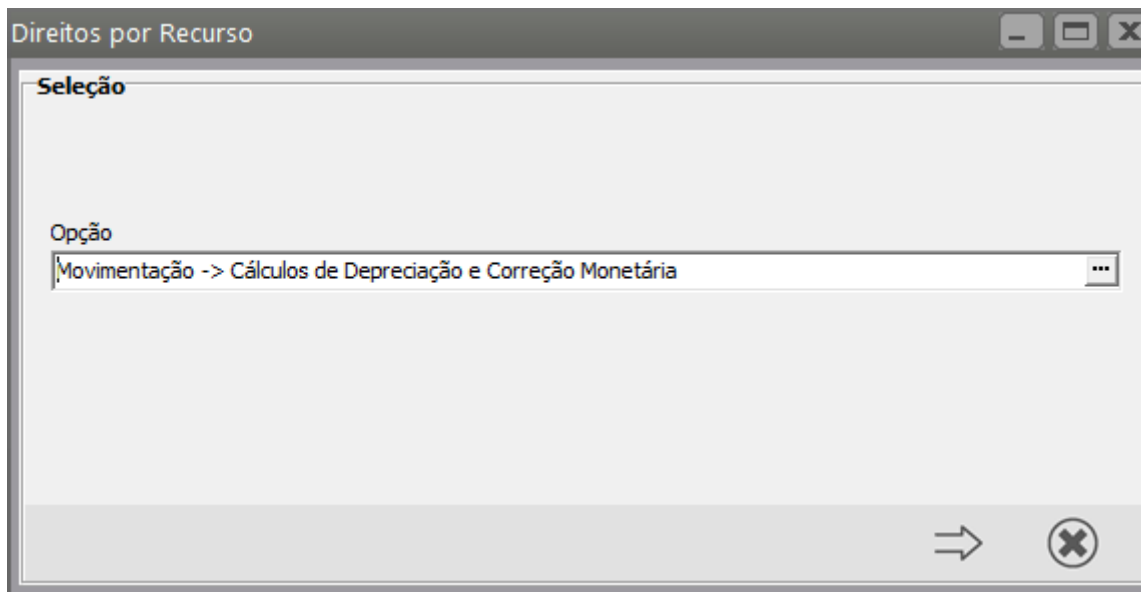 Direitos por Recurso
Seleção
Opção
Movimentação -> Cálculos de Depreciação e Correção Monetária
...